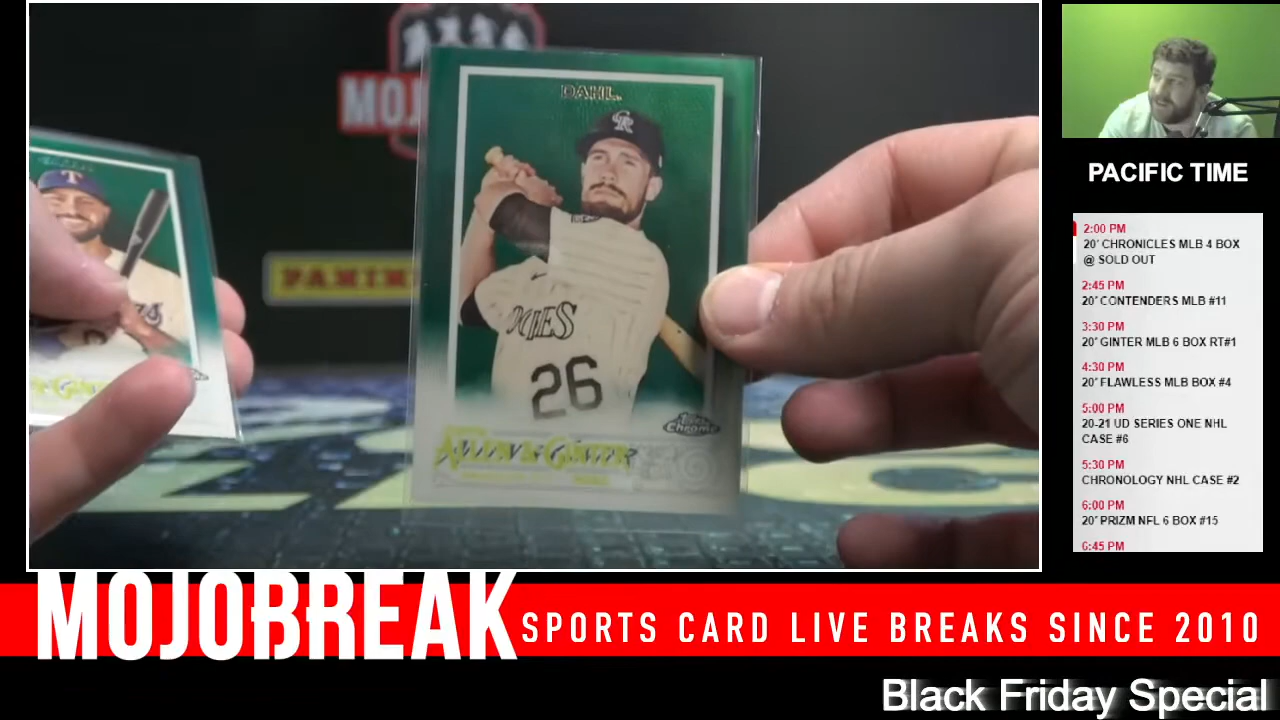 DAHL
26
Topps
Chrome
ALLEN & GINTER
T
MOJ
PANINI
PACIFIC TIME
2:00 PM
20' CHRONICLES MLB 4 BOX
@ SOLD OUT
2:45 PM
20' CONTENDERS MLB #11
3:30 PM
20' GINTER MLB 6 BOX RT#1
4:30 PM
20' FLAWLESS MLB BOX #4
5:00 PM
20-21 UD SERIES ONE NHL
CASE #6
5:30 PM
CHRONOLOGY NHL CASE #2
6:00 PM
20' PRIZM NFL 6 BOX #15
6:45 PM
MOJOBREAK SPORTS CARD LIVE BREAKS SINCE 2010
Black Friday Special